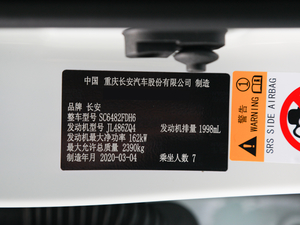 中国 重庆长安汽车股份有限公司 制造
品牌 长安
整车型号 SC6482FDH6
发动机型号 JL486ZQ4 发动机排量 1998mL
发动机最大净功率 162kW
最大允许总质量 2390kg
制造年月 2020-03-04 乘坐人数 7
警告
SRS SIDE AIRBAG